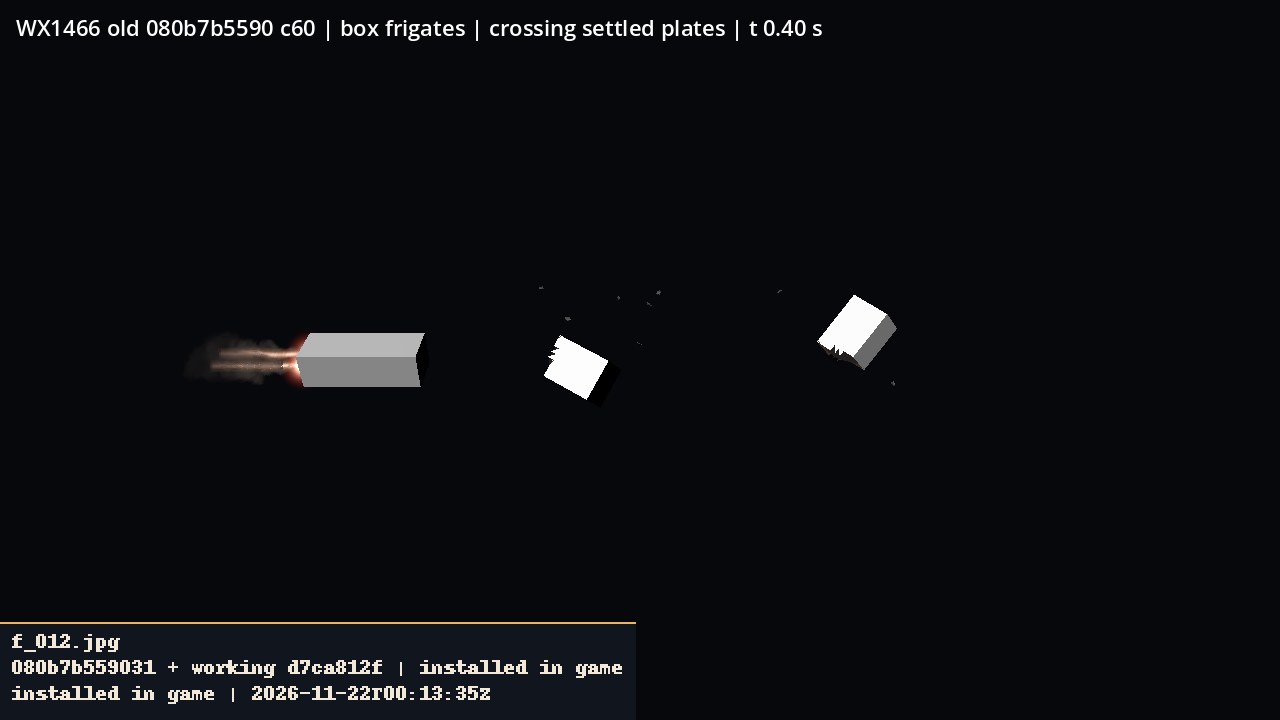 WX1466 old 080b7b5590 c60 | box frigates | crossing settled plates | t 0.40 s
f_012.jpg
080b7b559031 + working d7ca812f | installed in game
installed in game | 2026-11-22T00:13:35Z